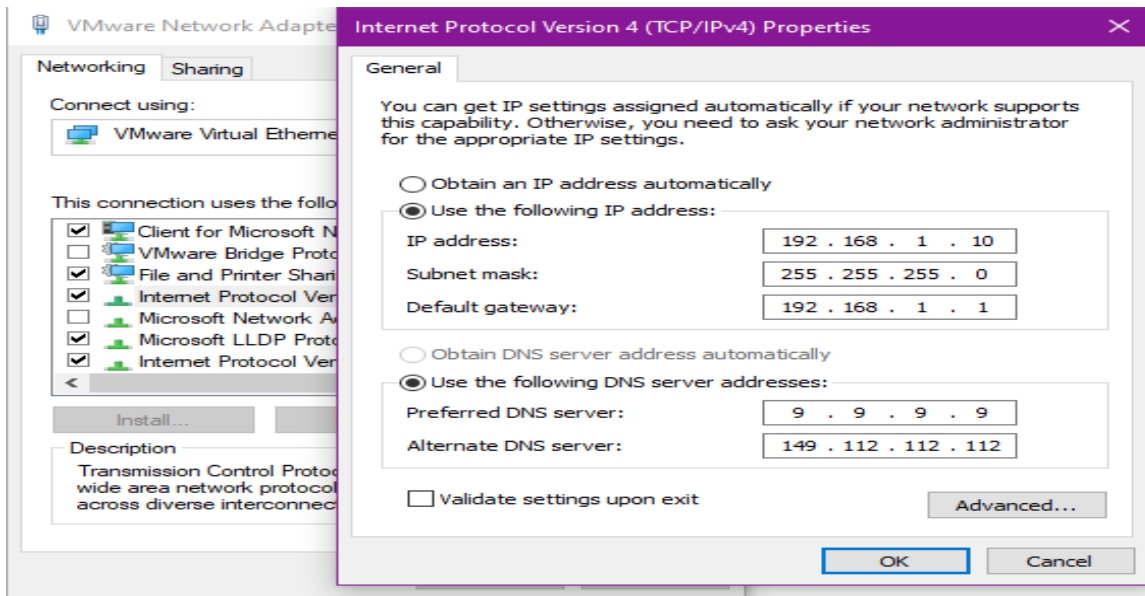 VMware Network Adapte
Networking
Sharing
Connect using:
VMware Virtual Etherne
This connection uses the follo
Client for Microsoft N
VMware Bridge Proto
File and Printer Shari
Internet Protocol Ver
Microsoft Network A
Microsoft LLDP Proto
Internet Protocol Ver
Install...
Description
Transmission Control Protoc
wide area network protocol
across diverse interconnec
Internet Protocol Version 4 (TCP/IPv4) Properties
General
You can get IP settings assigned automatically if your network supports
this capability. Otherwise, you need to ask your network administrator
for the appropriate IP settings.
Obtain an IP address automatically
Use the following IP address:
IP address: 192 . 168 . 1 . 10
Subnet mask: 255 . 255 . 255 . 0
Default gateway: 192 . 168 . 1 . 1
Obtain DNS server address automatically
Use the following DNS server addresses:
Preferred DNS server: 9 . 9 . 9 . 9
Alternate DNS server: 149 . 112 . 112 . 112
Validate settings upon exit
Advanced...
OK
Cancel